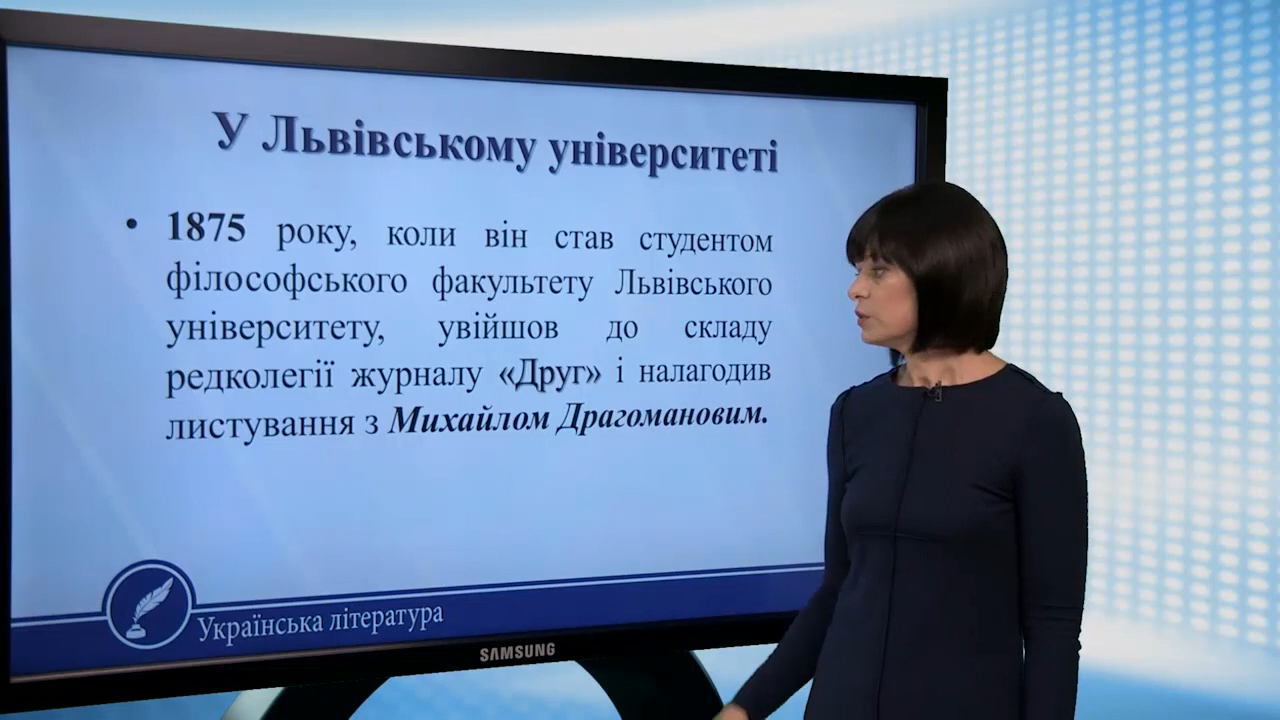 У Львівському університеті
• 1875 року, коли він став студентом
філософського факультету Львівського
університету, увійшов до складу
редколегії журналу «Друг» і налагодив
листування з Михайлом Драгомановим.
Українська література
SAMSUNG